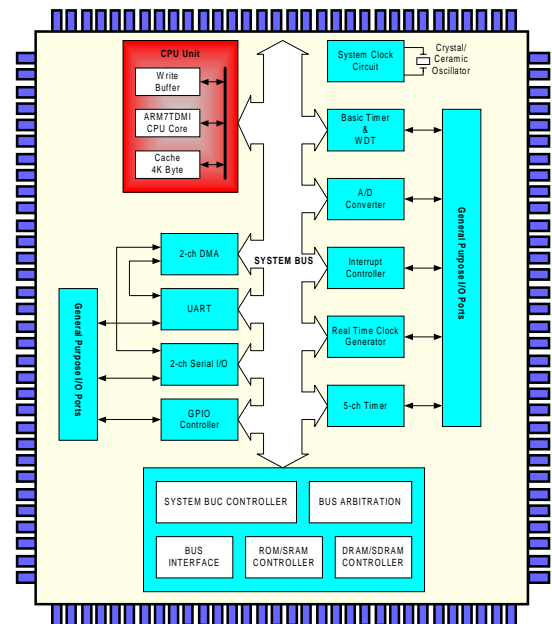 CPU Unit
Write
Buffer
ARM7TDMI
CPU Core
Cache
4K Byte
System Clock
Circuit
Crystal/
Ceramic
Oscillator
Basic Timer
&
WDT
A/D
Converter
Interrupt
Controller
Real Time Clock
Generator
5-ch Timer
General Purpose I/O Ports
SYSTEM BUS
2-ch DMA
UART
2-ch Serial I/O
GPIO
Controller
General Purpose I/O Ports
SYSTEM BUC CONTROLLER
BUS ARBITRATION
BUS
INTERFACE
ROM/SRAM
CONTROLLER
DRAM/SDRAM
CONTROLLER